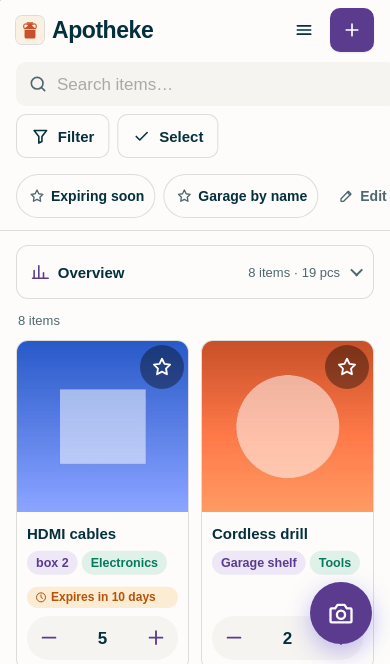 Apotheke
Search items…
Filter
Select
Expiring soon
Garage by name
Edit
Overview
8 items · 19 pcs
8 items
HDMI cables
box 2
Electronics
Expires in 10 days
5
Cordless drill
Garage shelf
Tools
2